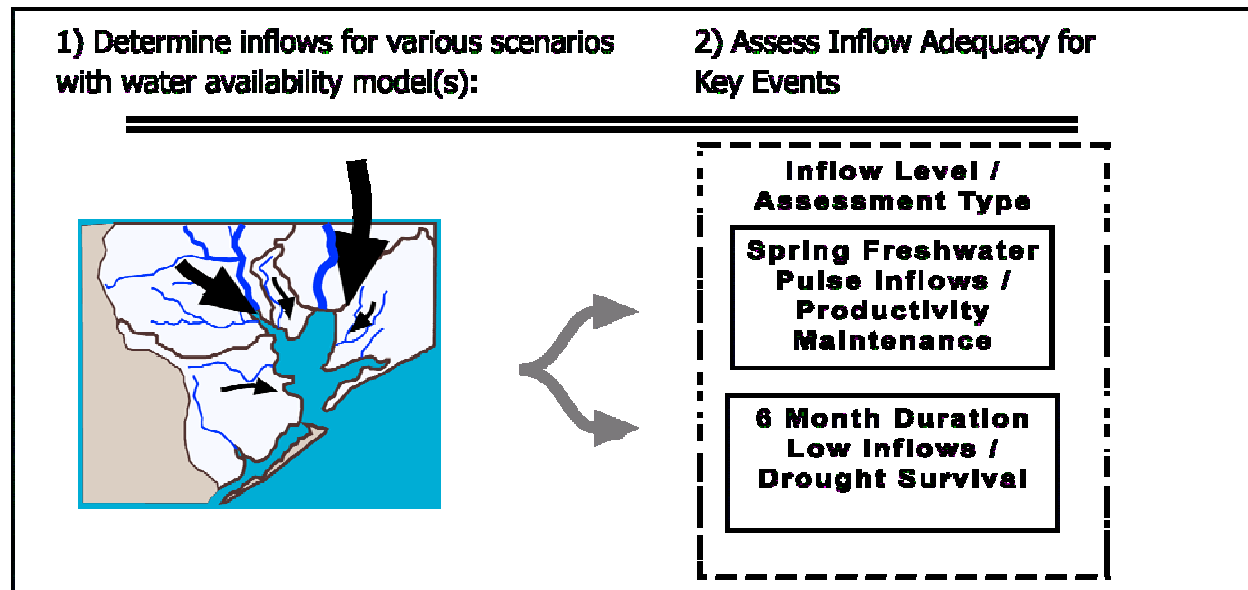 1) Determine inflows for various scenarios
with water availability model(s):
2) Assess Inflow Adequacy for
Key Events
Inflow Level /
Assessment Type
Spring Freshwater
Pulse Inflows /
Productivity
Maintenance
6 Month Duration
Low Inflows /
Drought Survival